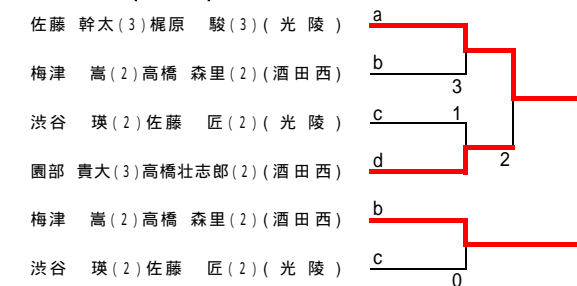 佐藤 幹太(3)梶原 駿(3)(光 陵) a
梅津 嵩(2)高橋 森里(2)(酒田西) b
3
渋谷 瑛(2)佐藤 匠(2)(光 陵) c 1
園部 貴大(3)高橋壮志郎(2)(酒田西) d 2
梅津 嵩(2)高橋 森里(2)(酒田西) b
渋谷 瑛(2)佐藤 匠(2)(光 陵) c
0